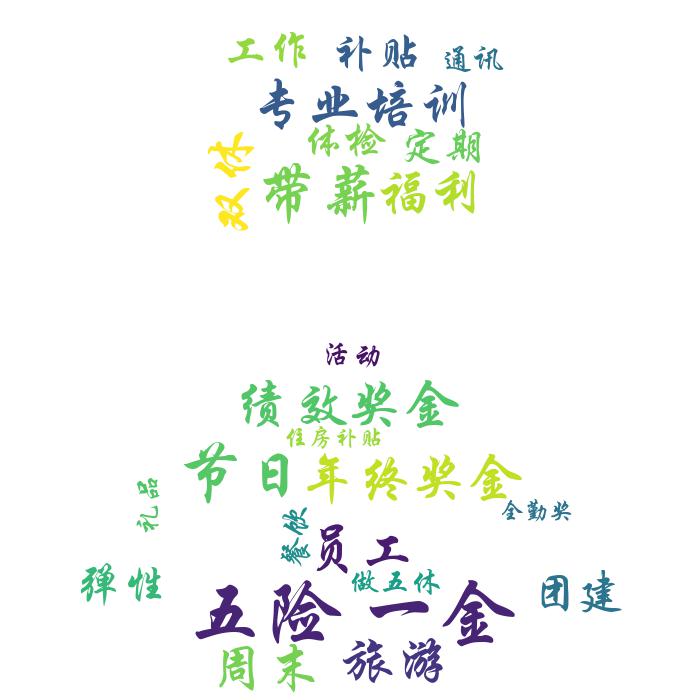 工作
补贴
通讯
专业培训
体检
定期
双休
带薪
福利
活动
绩效奖金
住房补贴
节日
年终奖金
礼品
全勤奖
餐饮
员工
弹性
做五休
团建
五险一金
周末
旅游